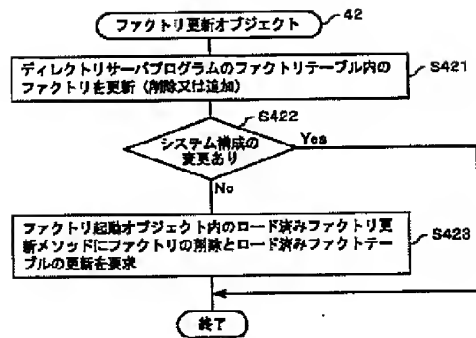 ファクトリ更新オブジェクト
42
ディレクトリサーバプログラムのファクトリテーブル内の
ファクトリを更新（削除又は追加）
S421
S422
システム構成の
変更あり
Yes
No
ファクトリ起動オブジェクト内のロード済みファクトリ更
新メソッドにファクトリの削除とロード済みファクトテー
ブルの更新を要求
S423
終了